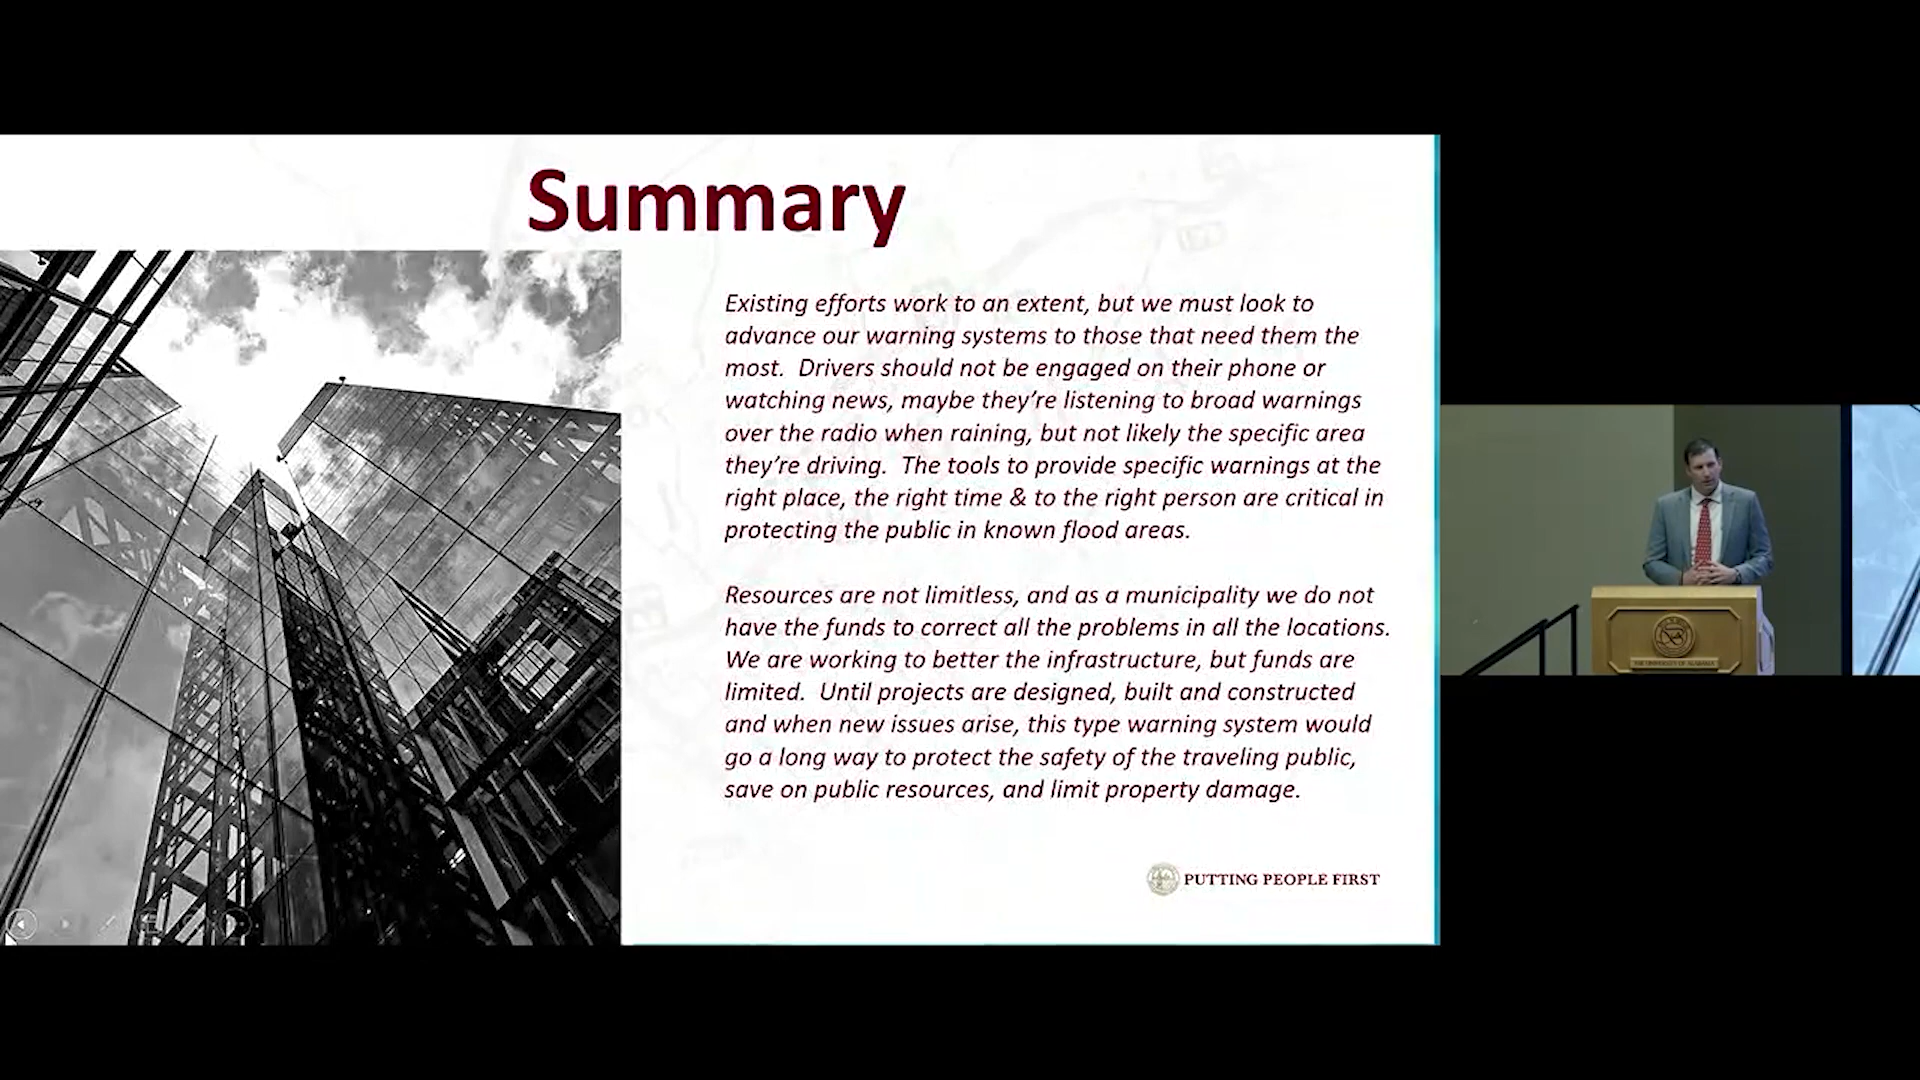 Summary
Existing efforts work to an extent, but we must look to
advance our warning systems to those that need them the
most.  Drivers should not be engaged on their phone or
watching news, maybe they're listening to broad warnings
over the radio when raining, but not likely the specific area
they're driving.  The tools to provide specific warnings at the
right place, the right time & to the right person are critical in
protecting the public in known flood areas.
Resources are not limitless, and as a municipality we do not
have the funds to correct all the problems in all the locations.
We are working to better the infrastructure, but funds are
limited.  Until projects are designed, built and constructed
and when new issues arise, this type warning system would
go a long way to protect the safety of the traveling public,
save on public resources, and limit property damage.
PUTTING PEOPLE FIRST
THE UNIVERSITY OF ALABAMA